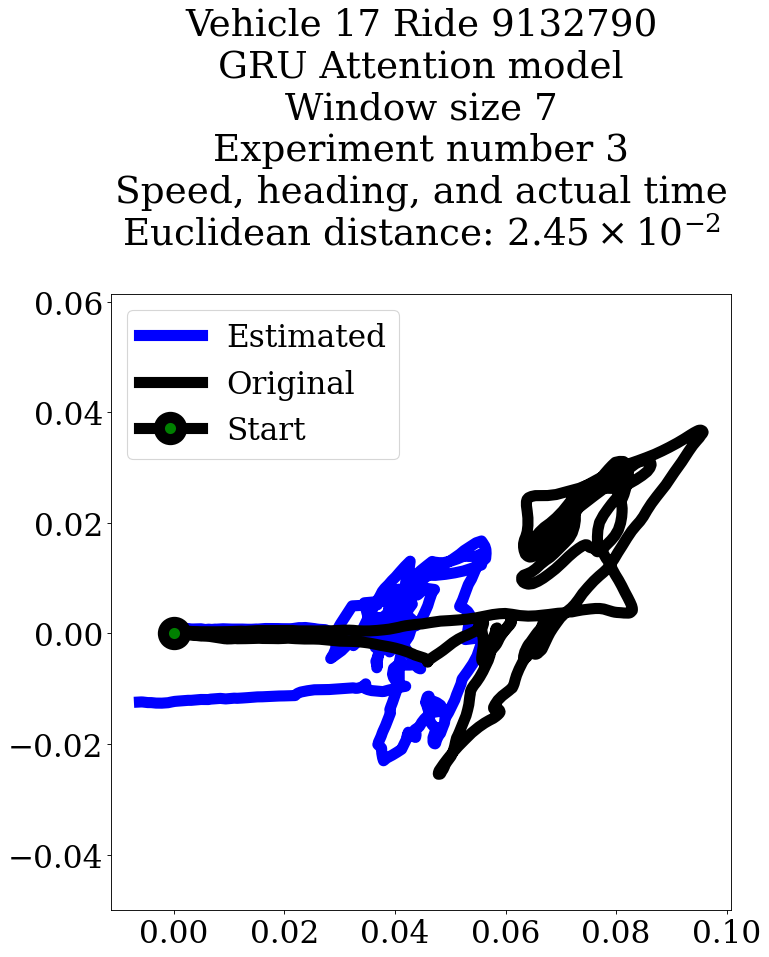 Vehicle 17 Ride 9132790
GRU Attention model
Window size 7
Experiment number 3
Speed, heading, and actual time
Euclidean distance: 2.45 × 10⁻²
0.06
Estimated
Original
Start
0.04
0.02
0.00
−0.02
−0.04
0.00 0.02 0.04 0.06 0.08 0.10